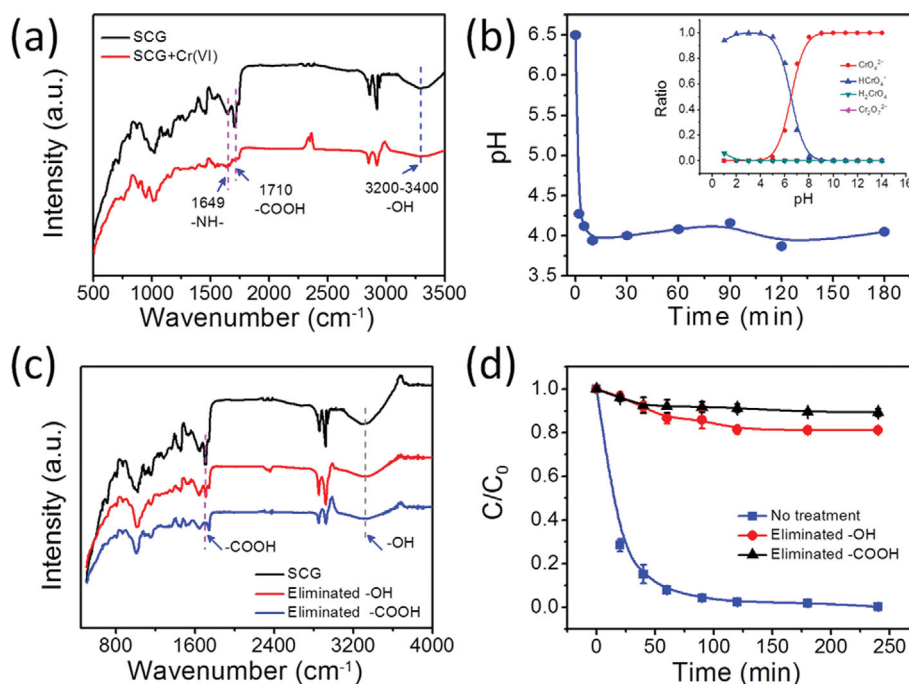 (a)
SCG
SCG+Cr(VI)
Intensity (a.u.)
1649
-NH-
1710
-COOH
3200-3400
-OH
500 1000 1500 2000 2500 3000 3500
Wavenumber (cm⁻¹)
(b)
6.5
6.0
5.5
5.0
4.5
4.0
3.5
pH
0 30 60 90 120 150 180
Time (min)
1.0
0.8
0.6
0.4
0.2
0.0
Ratio
CrO₄²⁻
HCrO₄⁻
H₂CrO₄
Cr₂O₇²⁻
0 2 4 6 8 10 12 14 16
pH
(c)
Intensity (a.u.)
-COOH
-OH
SCG
Eliminated -OH
Eliminated -COOH
800 1600 2400 3200 4000
Wavenumber (cm⁻¹)
(d)
1.0
0.8
0.6
0.4
0.2
0.0
C/C₀
No treatment
Eliminated -OH
Eliminated -COOH
0 50 100 150 200 250
Time (min)